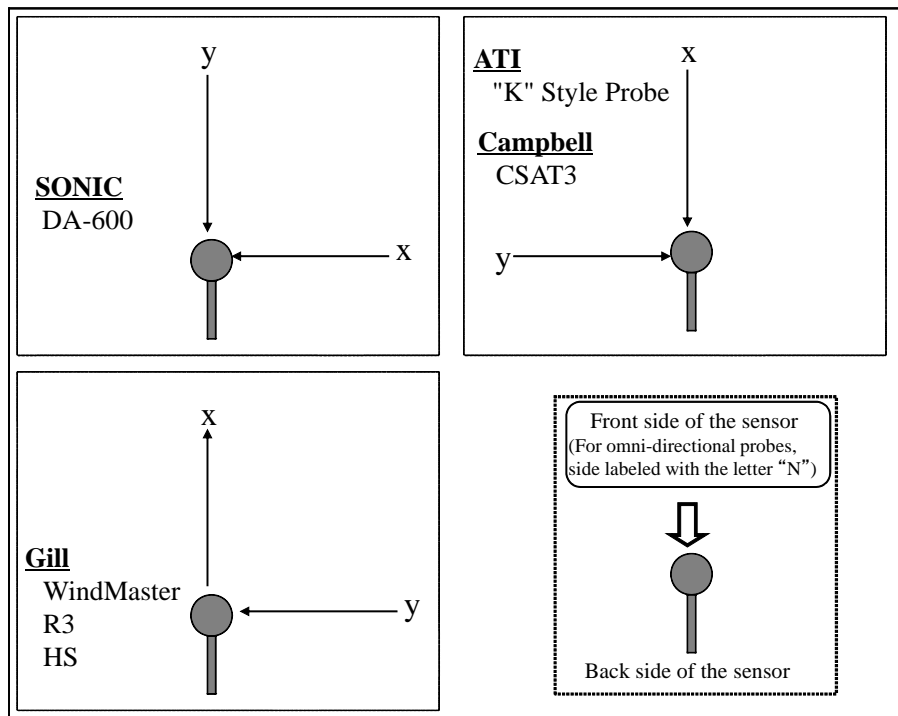 y
SONIC
DA-600
x
ATI
"K" Style Probe
x
Campbell
CSAT3
y
x
Gill
WindMaster
R3
HS
y
Front side of the sensor
(For omni-directional probes,
side labeled with the letter “N”)
Back side of the sensor